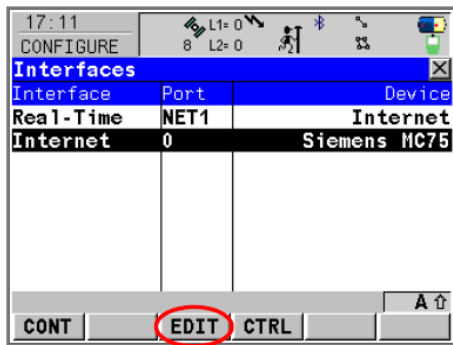 17:11
L1= 0
CONFIGURE
8 L2= 0
Interfaces
Interface Port Device
Real-Time NET1 Internet
Internet 0 Siemens MC75
A
CONT EDIT CTRL